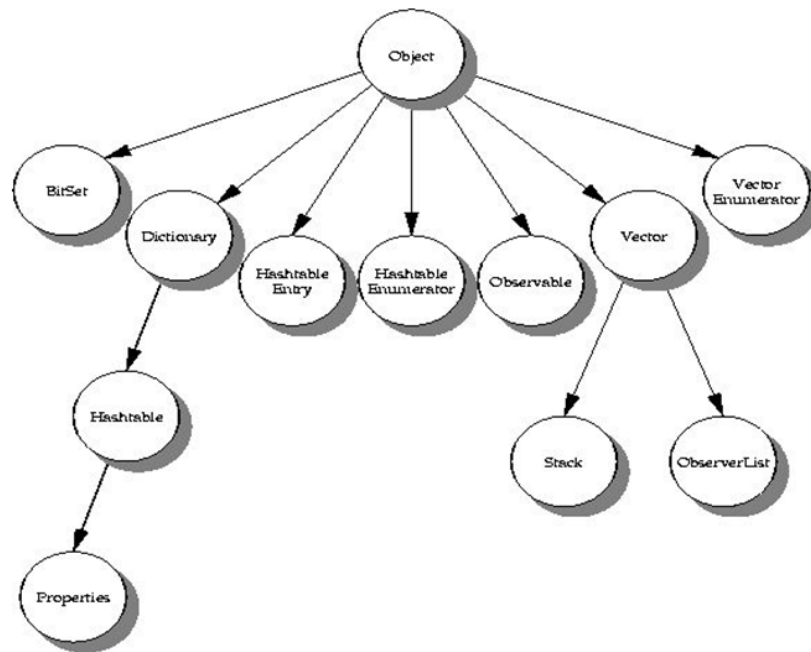 Object
BitSet
Vector
Enumerator
Dictionary
Vector
Hashtable
Entry
Hashtable
Enumerator
Observable
Hashtable
Stack
ObserverList
Properties